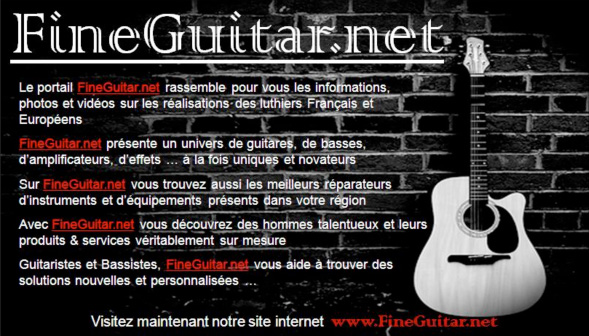 FineGuitar.net
Le portail FineGuitar.net rassemble pour vous les informations,
photos et vidéos sur les réalisations des luthiers Français et
Européens
FineGuitar.net présente un univers de guitares, de basses,
d'amplificateurs, d'effets ... à la fois uniques et novateurs
Sur FineGuitar.net vous trouvez aussi les meilleurs réparateurs
d'instruments et d'équipements présents dans votre région
Avec FineGuitar.net vous découvrez des hommes talentueux et leurs
produits & services véritablement sur mesure
Guitaristes et Bassistes, FineGuitar.net vous aide à trouver des
solutions nouvelles et personnalisées ...
Visitez maintenant notre site internet www.FineGuitar.net